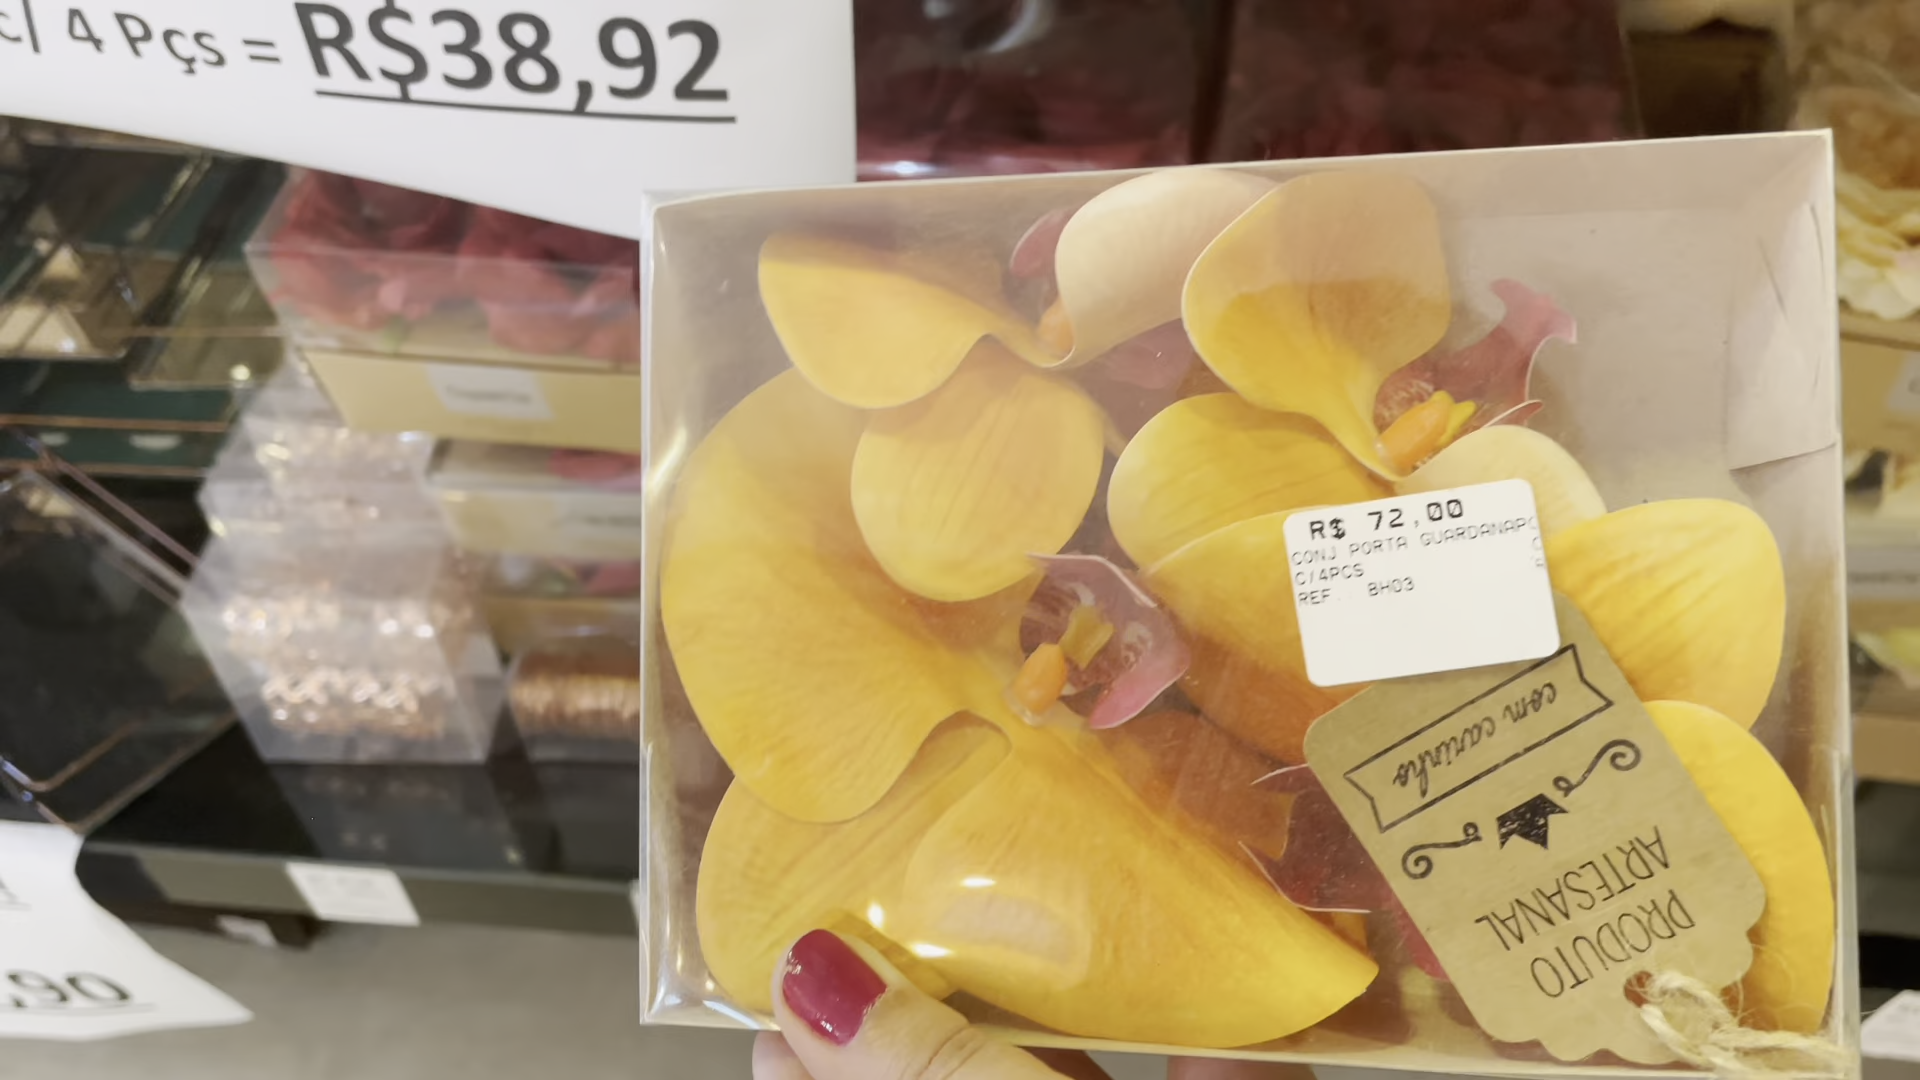 c/ 4 Pçs = R$38,92
R$ 72,00
CONJ PORTA GUARDANAPO
C/4PCS
REF. BH03
com carinho
PRODUTO
ARTESANAL
,90